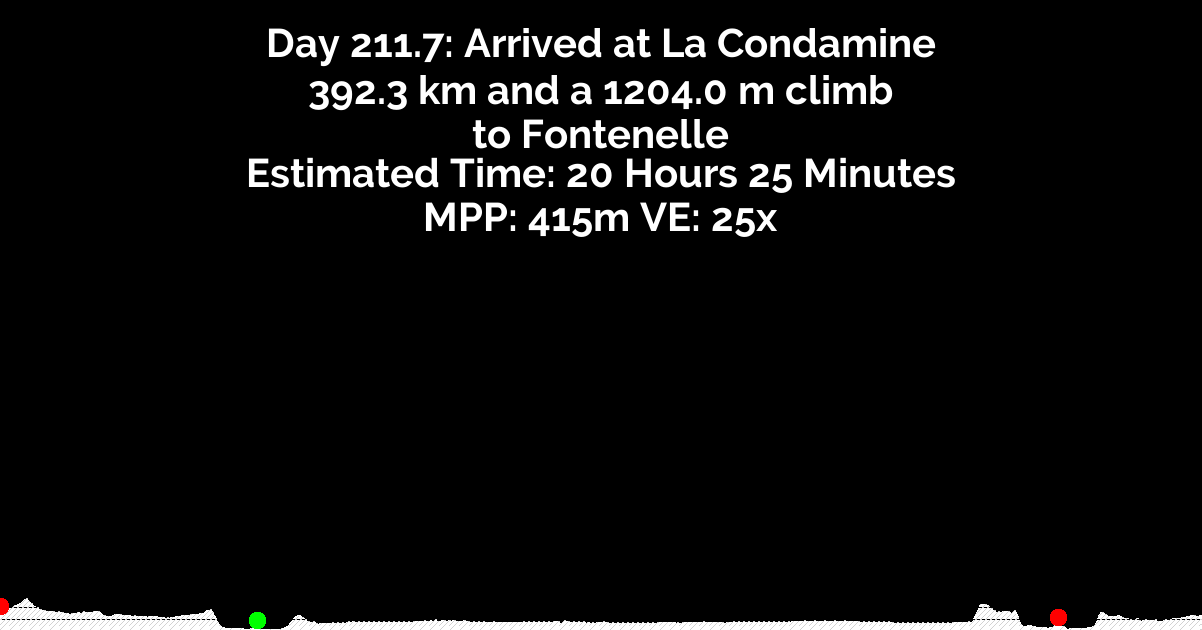 Day 211.7: Arrived at La Condamine
392.3 km and a 1204.0 m climb
to Fontenelle
Estimated Time: 20 Hours 25 Minutes
MPP: 415m VE: 25x